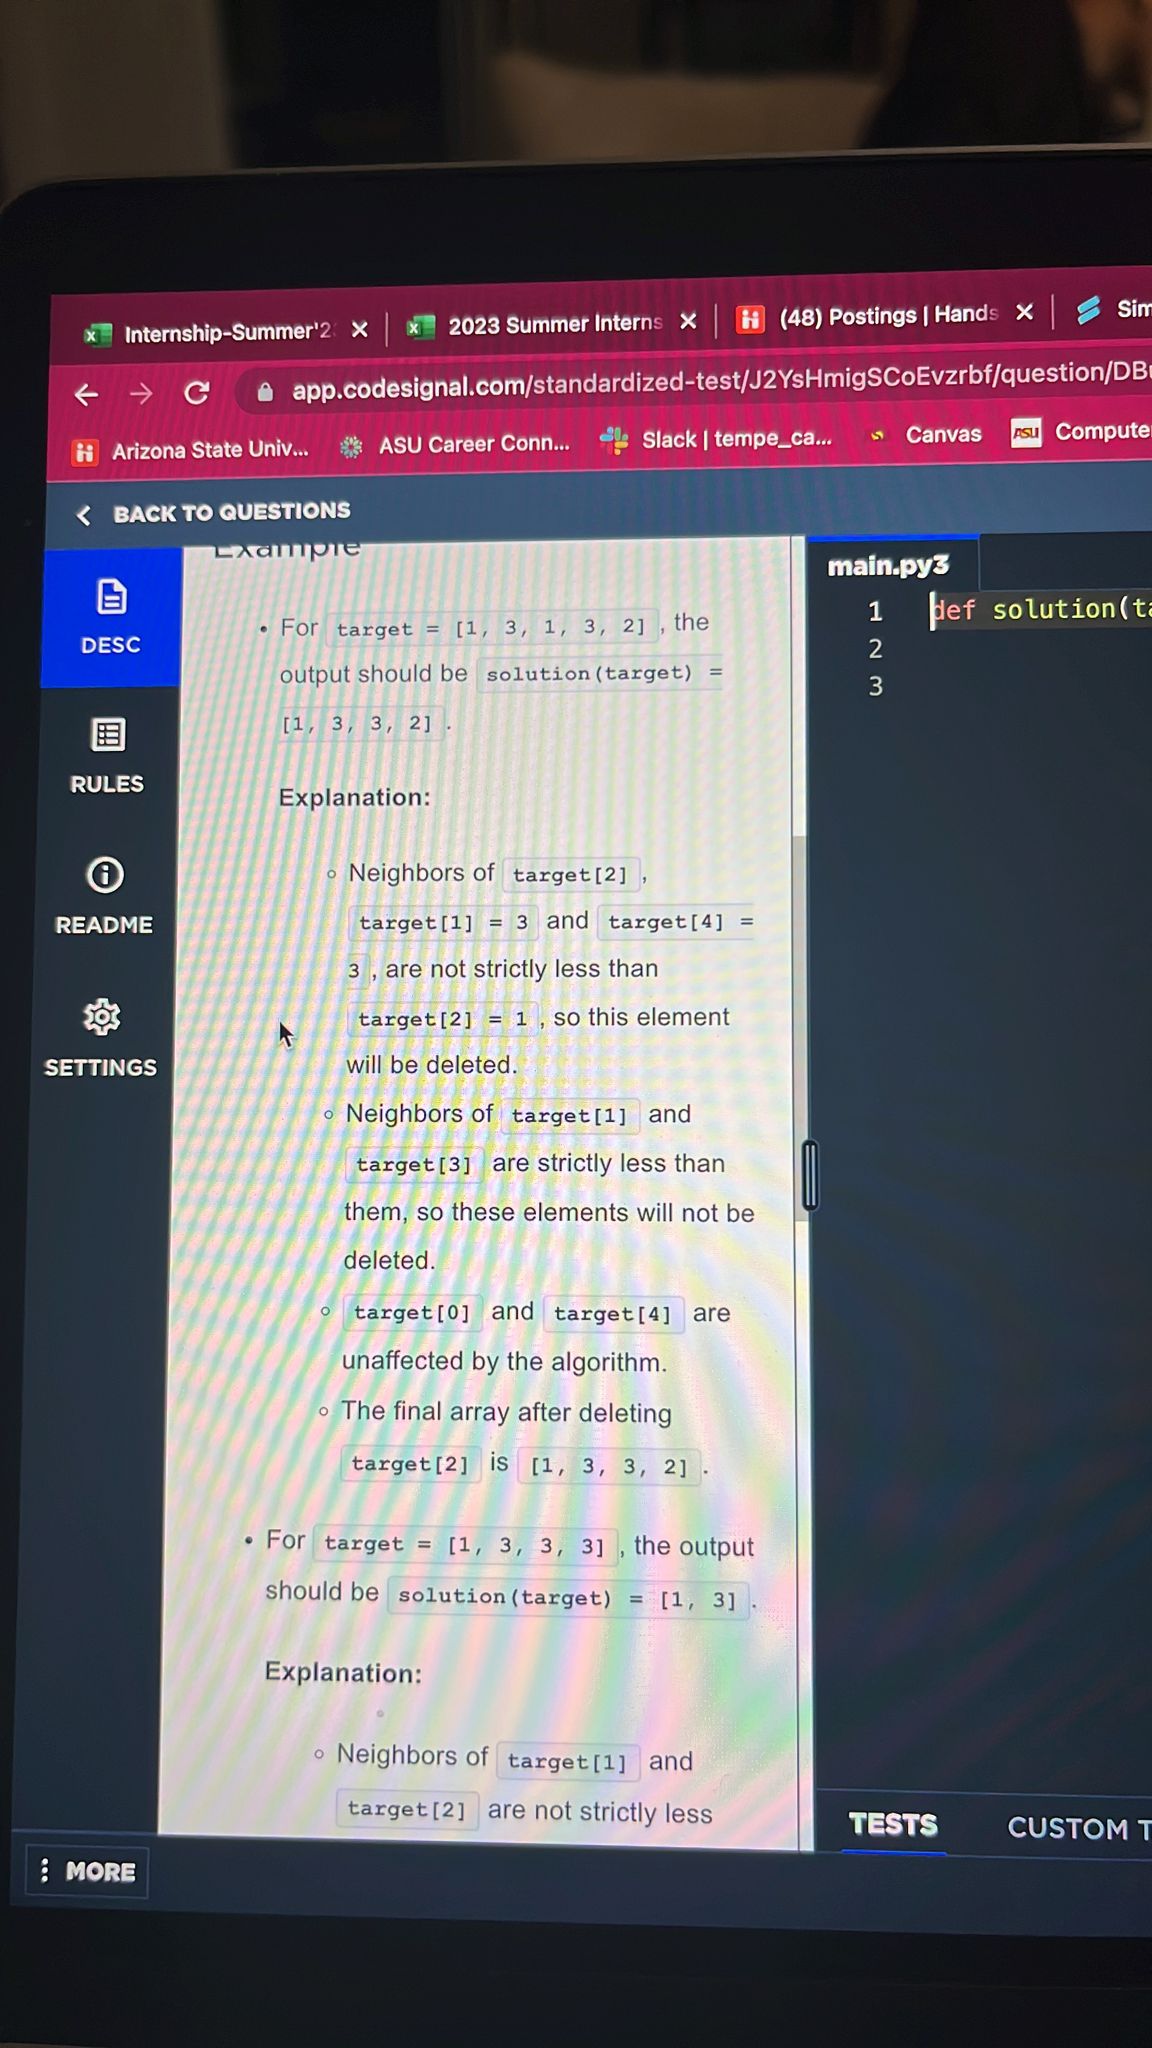 Internship-Summer'2
2023 Summer Interns
(48) Postings | Hands
Sim
app.codesignal.com/standardized-test/J2YsHmigSCoEvzrbf/question/DB
Arizona State Univ...
ASU Career Conn...
Slack | tempe_ca...
Canvas
ASU
Compute
BACK TO QUESTIONS
DESC
RULES
README
SETTINGS
MORE
Example
• For target = [1, 3, 1, 3, 2] , the
output should be solution(target) =
[1, 3, 3, 2] .
Explanation:
◦ Neighbors of target[2] ,
target[1] = 3 and target[4] =
3 , are not strictly less than
target[2] = 1 , so this element
will be deleted.
◦ Neighbors of target[1] and
target[3] are strictly less than
them, so these elements will not be
deleted.
◦ target[0] and target[4] are
unaffected by the algorithm.
◦ The final array after deleting
target[2] is [1, 3, 3, 2] .
• For target = [1, 3, 3, 3] , the output
should be solution(target) = [1, 3] .
Explanation:
◦ Neighbors of target[1] and
target[2] are not strictly less
main.py3
1 def solution(ta
2
3
TESTS
CUSTOM T